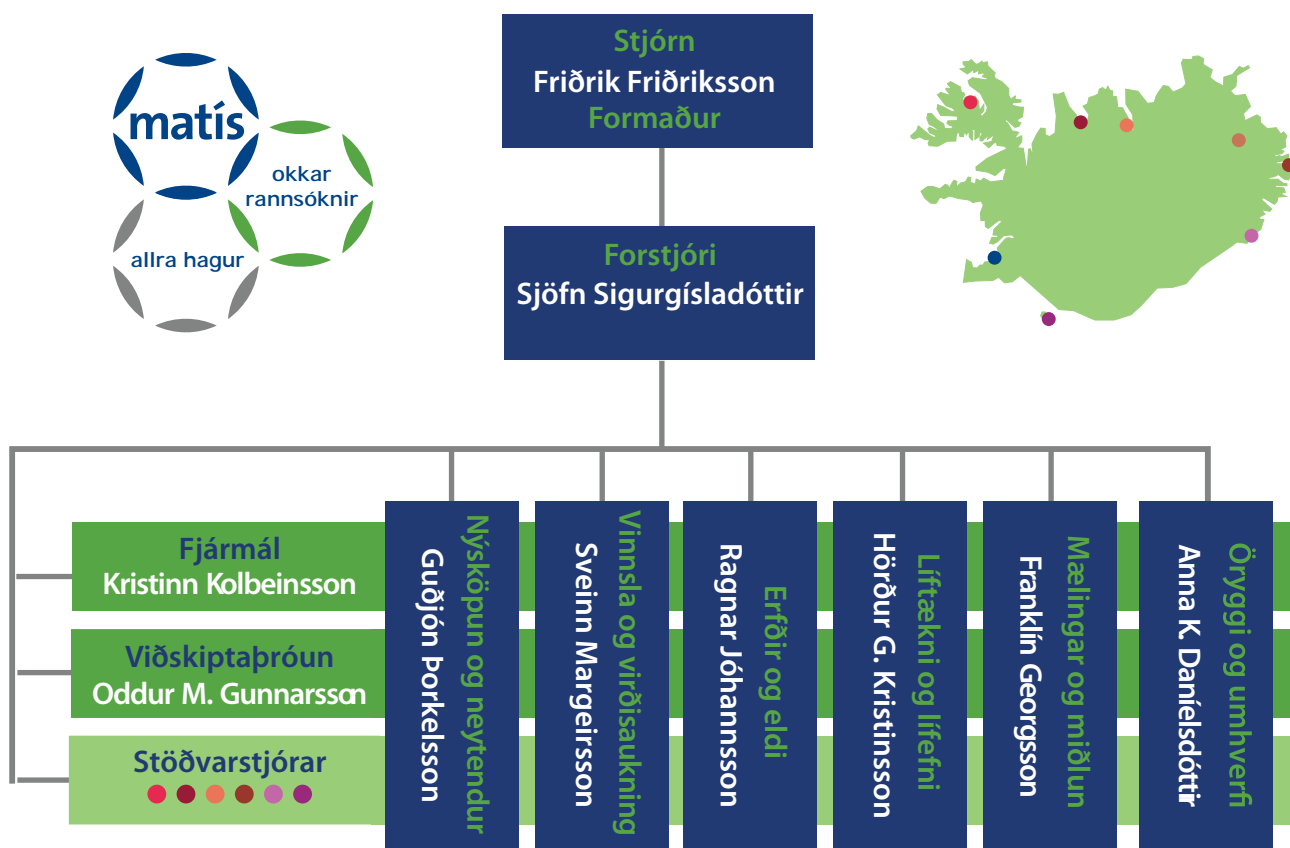 matís
okkar
rannsóknir
allra hagur
Stjórn
Friðrik Friðriksson
Formaður
Forstjóri
Sjöfn Sigurgísladóttir
Fjármál
Kristinn Kolbeinsson
Viðskiptaþróun
Oddur M. Gunnarsson
Stöðvarstjórar
Nýsköpun og neytendur
Guðjón Þorkelsson
Vinnsla og virðisaukning
Sveinn Margeirsson
Erfðir og eldi
Ragnar Jóhannsson
Líftækni og lífefni
Hörður G. Kristinsson
Mælingar og miðlun
Franklín Georgsson
Öryggi og umhverfi
Anna K. Daníelsdóttir